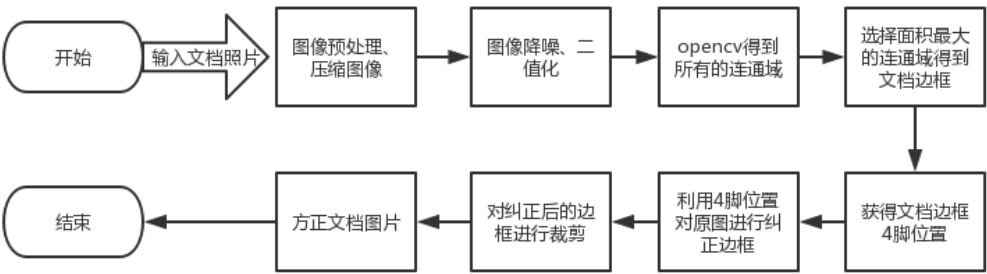 开始
输入文档照片
图像预处理、
压缩图像
图像降噪、二
值化
opencv得到
所有的连通域
选择面积最大
的连通域得到
文档边框
获得文档边框
4脚位置
利用4脚位置
对原图进行纠
正边框
对纠正后的边
框进行裁剪
方正文档图片
结束